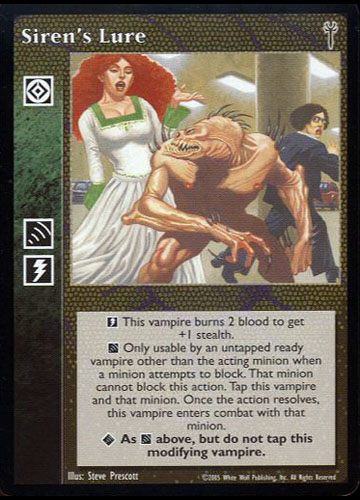 Siren's Lure
This vampire burns 2 blood to get
+1 stealth.
Only usable by an untapped ready
vampire other than the acting minion when
a minion attempts to block. That minion
cannot block this action. Tap this vampire
and that minion. Once the action resolves,
this vampire enters combat with that
minion.
As above, but do not tap this
modifying vampire.
Illus: Steve Prescott
©2005 White Wolf Publishing, Inc. All Rights Reserved